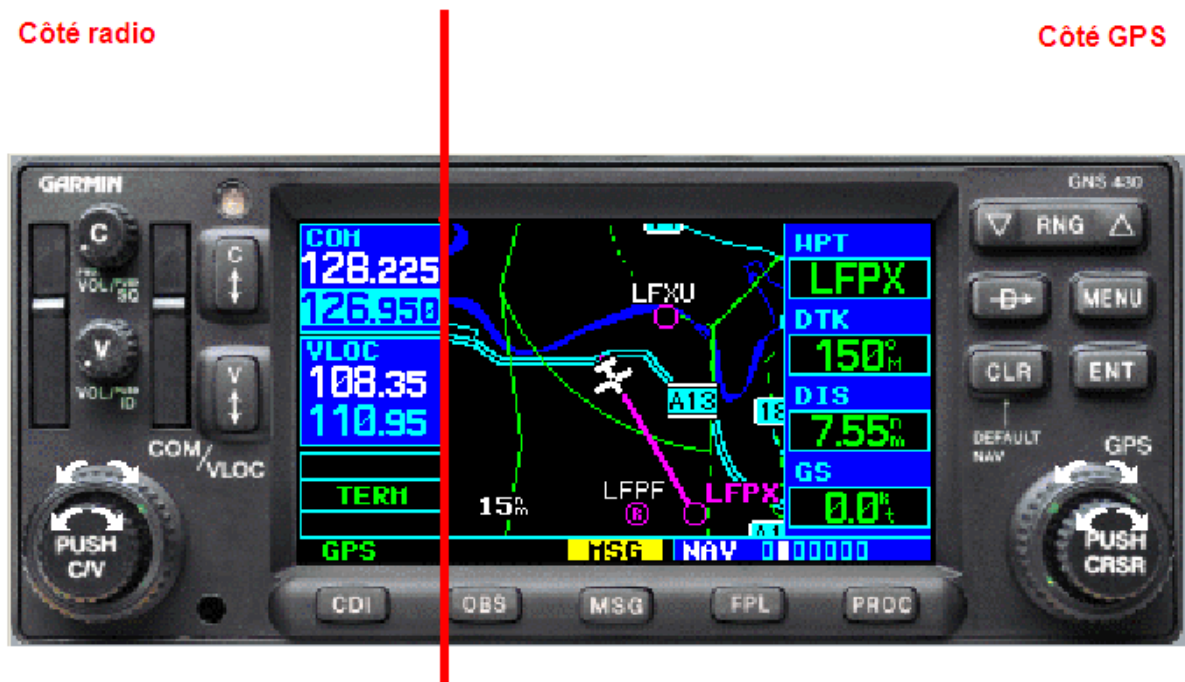 Côté radio
Côté GPS
GARMIN
GNS 430
C
PWR
VOL/PUSH
SQ
C
V
VOL/PUSH
ID
V
COM/VLOC
PUSH
C/V
COM
128.225
126.950
VLOC
108.35
110.95
TERM
GPS
LFXU
A13
18
LFPF
R
LFPX
15nm
A1
MSG
NAV
WPT
LFPX
DTK
150°M
DIS
7.55nm
GS
0.0kt
RNG
D
MENU
CLR
ENT
DEFAULT
NAV
GPS
PUSH
CRSR
CDI
OBS
MSG
FPL
PROC